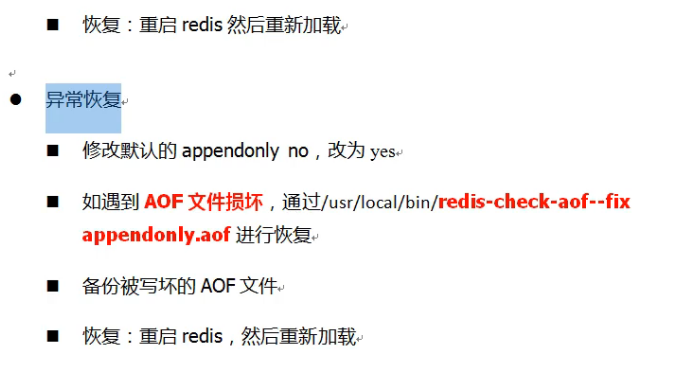 ■ 恢复：重启 redis 然后重新加载
● 异常恢复
■ 修改默认的 appendonly no，改为 yes
■ 如遇到 AOF 文件损坏，通过/usr/local/bin/redis-check-aof--fix
appendonly.aof 进行恢复
■ 备份被写坏的 AOF 文件
■ 恢复：重启 redis，然后重新加载